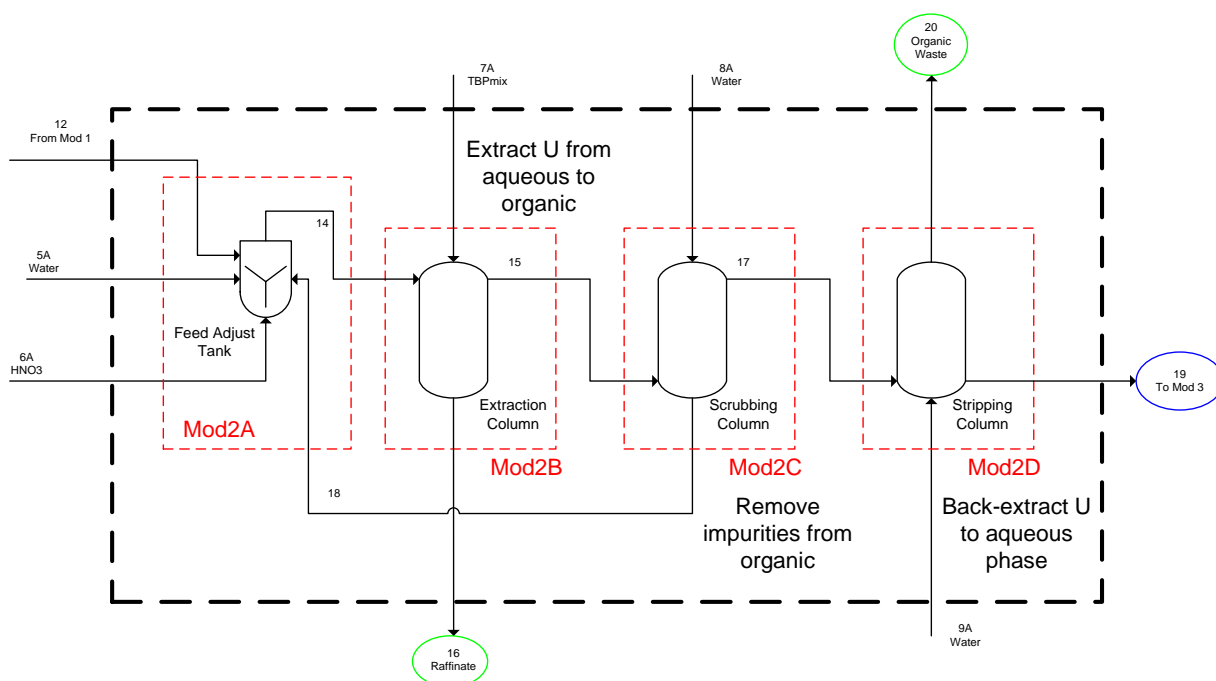 20
Organic
Waste
7A
TBPmix
8A
Water
12
From Mod 1
Extract U from
aqueous to
organic
14
5A
Water
15
17
Feed Adjust
Tank
6A
HNO3
19
To Mod 3
Extraction
Column
Scrubbing
Column
Stripping
Column
Mod2A
Mod2B
Mod2C
Mod2D
18
Remove
impurities from
organic
Back-extract U
to aqueous
phase
9A
Water
16
Raffinate